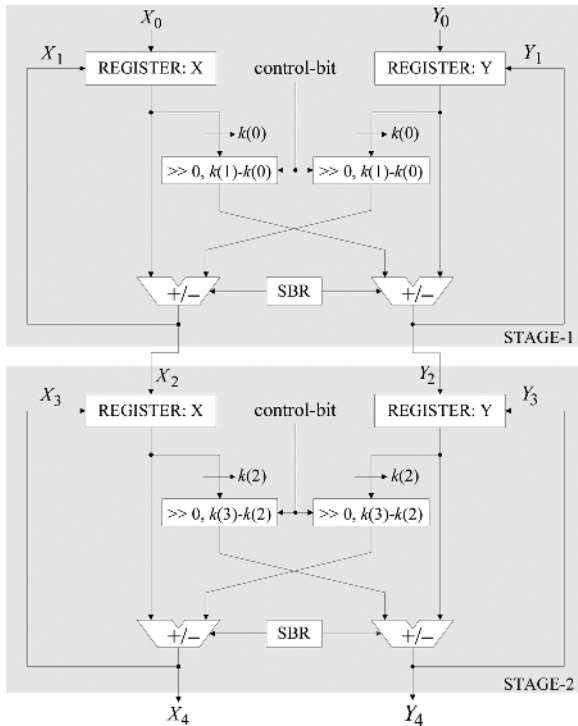 X0 Y0
X1 Y1
REGISTER: X control-bit REGISTER: Y
k(0) k(0)
>> 0, k(1)-k(0) >> 0, k(1)-k(0)
+/− SBR +/−
STAGE-1
X2 Y2
X3 Y3
REGISTER: X control-bit REGISTER: Y
k(2) k(2)
>> 0, k(3)-k(2) >> 0, k(3)-k(2)
+/− SBR +/−
STAGE-2
X4 Y4